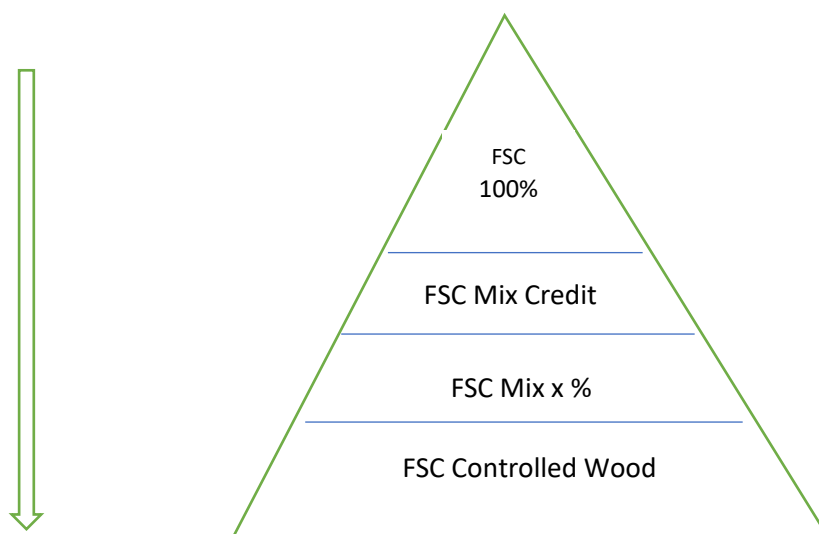 FSC
100%
FSC Mix Credit
FSC Mix x %
FSC Controlled Wood